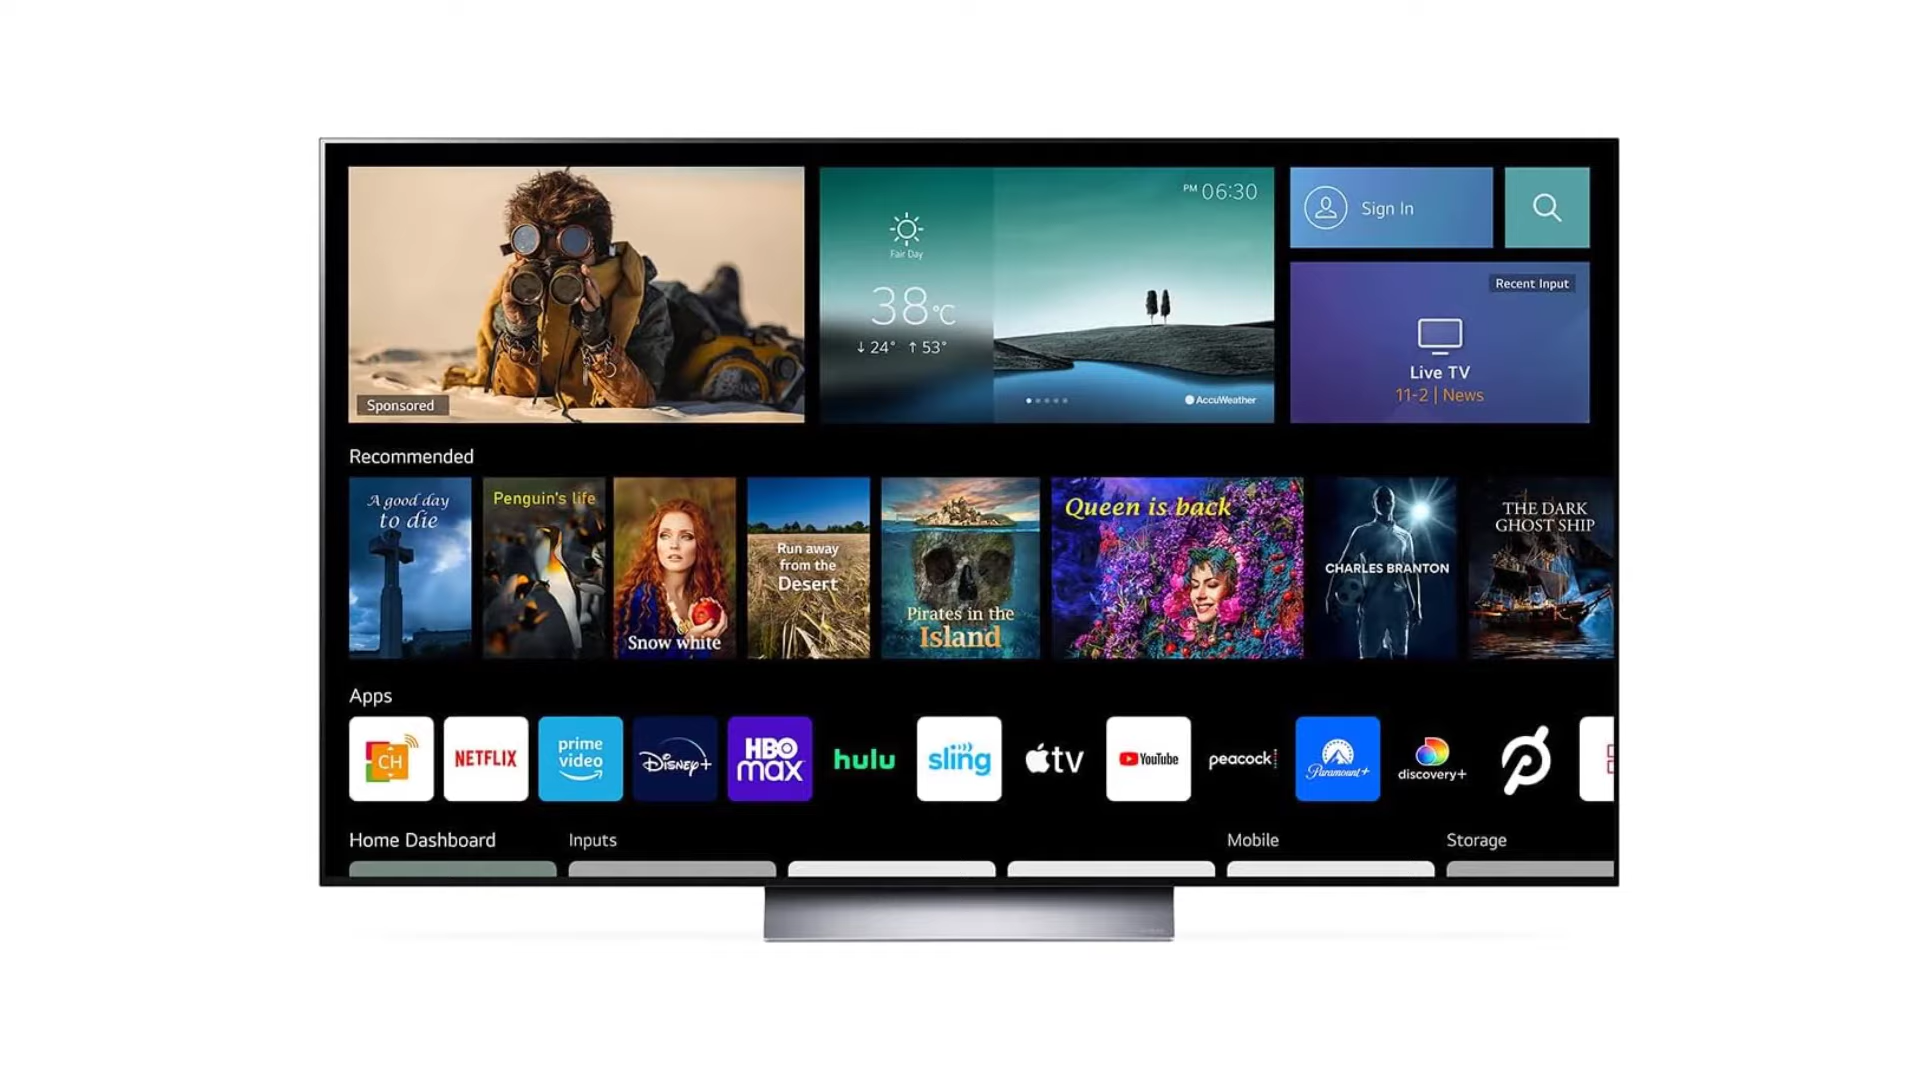 PM 06:30
Fair Day
38°C
↓ 24° ↑ 53°
AccuWeather
Sponsored
Sign In
Recent Input
Live TV
11-2 | News
Recommended
A good day
to die
Penguin's life
Snow white
Run away
from the
Desert
Pirates in the
Island
Queen is back
CHARLES BRANTON
THE DARK
GHOST SHIP
Apps
CH
NETFLIX
prime
video
Disney+
HBO
max
hulu
sling
tv
YouTube
peacock
Paramount+
discovery+
Home Dashboard
Inputs
Mobile
Storage